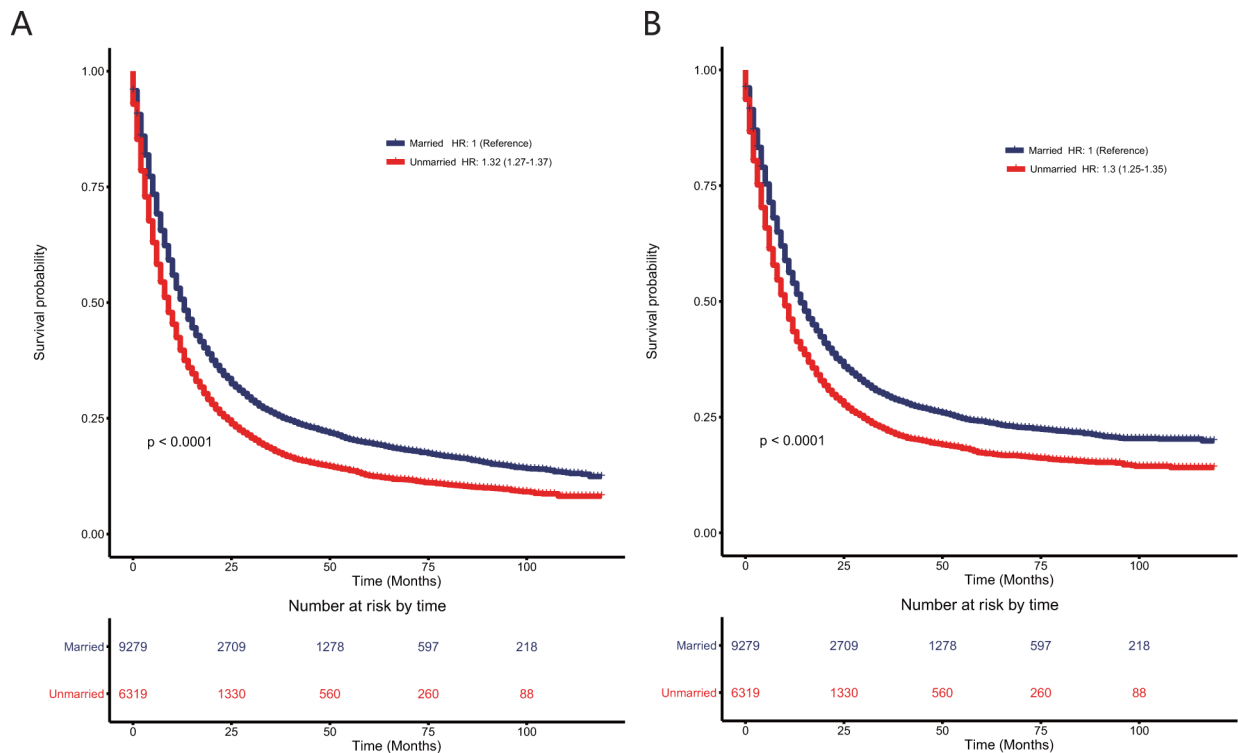 A
1.00
0.75
0.50
0.25
0.00
Survival probability
Married HR: 1 (Reference)
Unmarried HR: 1.32 (1.27-1.37)
p < 0.0001
0 25 50 75 100
Time (Months)
Number at risk by time
Married 9279 2709 1278 597 218
Unmarried 6319 1330 560 260 88
0 25 50 75 100
Time (Months)
B
1.00
0.75
0.50
0.25
0.00
Survival probability
Married HR: 1 (Reference)
Unmarried HR: 1.3 (1.25-1.35)
p < 0.0001
0 25 50 75 100
Time (Months)
Number at risk by time
Married 9279 2709 1278 597 218
Unmarried 6319 1330 560 260 88
0 25 50 75 100
Time (Months)